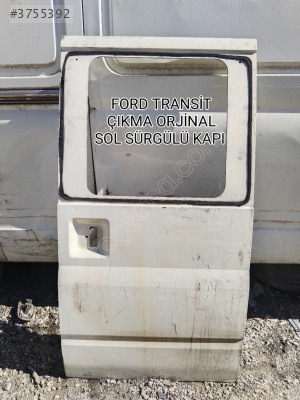 #3755392
FORD TRANSİT
ÇIKMA ORJİNAL
SOL SÜRGÜLÜ KAPI